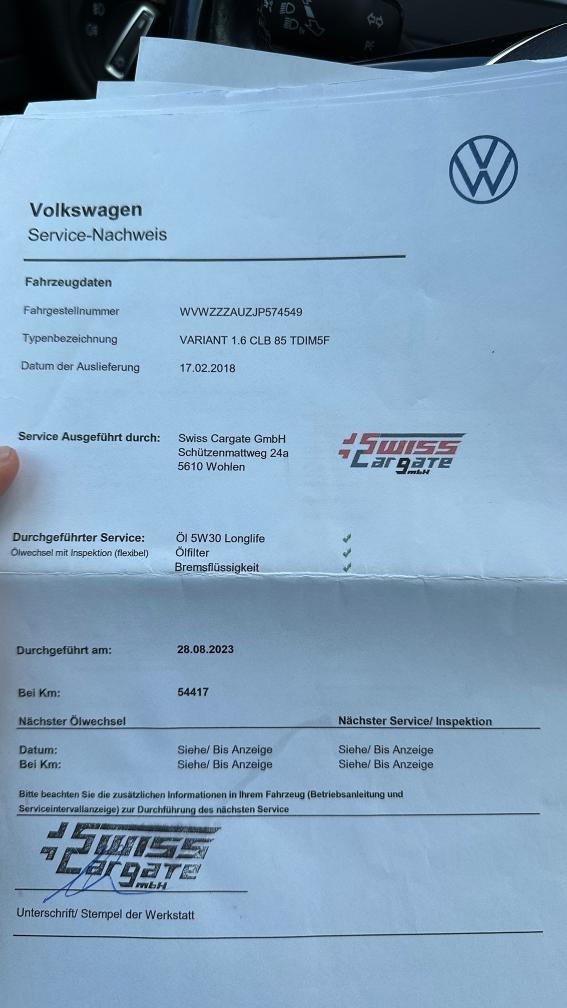 Volkswagen
Service-Nachweis
Fahrzeugdaten
Fahrgestellnummer WVWZZZAUZJP574549
Typenbezeichnung VARIANT 1.6 CLB 85 TDIM5F
Datum der Auslieferung 17.02.2018
Service Ausgeführt durch: Swiss Cargate GmbH
Schützenmattweg 24a
5610 Wohlen
Swiss
Cargate
mbH
Durchgeführter Service: Öl 5W30 Longlife
Ölwechsel mit Inspektion (flexibel) Ölfilter
Bremsflüssigkeit
Durchgeführt am: 28.08.2023
Bei Km: 54417
Nächster Ölwechsel Nächster Service/ Inspektion
Datum: Siehe/ Bis Anzeige Siehe/ Bis Anzeige
Bei Km: Siehe/ Bis Anzeige Siehe/ Bis Anzeige
Bitte beachten Sie die zusätzlichen Informationen in Ihrem Fahrzeug (Betriebsanleitung und
Serviceintervallanzeige) zur Durchführung des nächsten Service
Swiss
Cargate
mbH
Unterschrift/ Stempel der Werkstatt